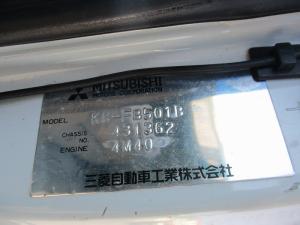 MITSUBISHI
MOTORS CORPORATION
MODEL KC-FB501B
CHASSIS NO. 431362
ENGINE 4M40
三菱自動車工業株式会社